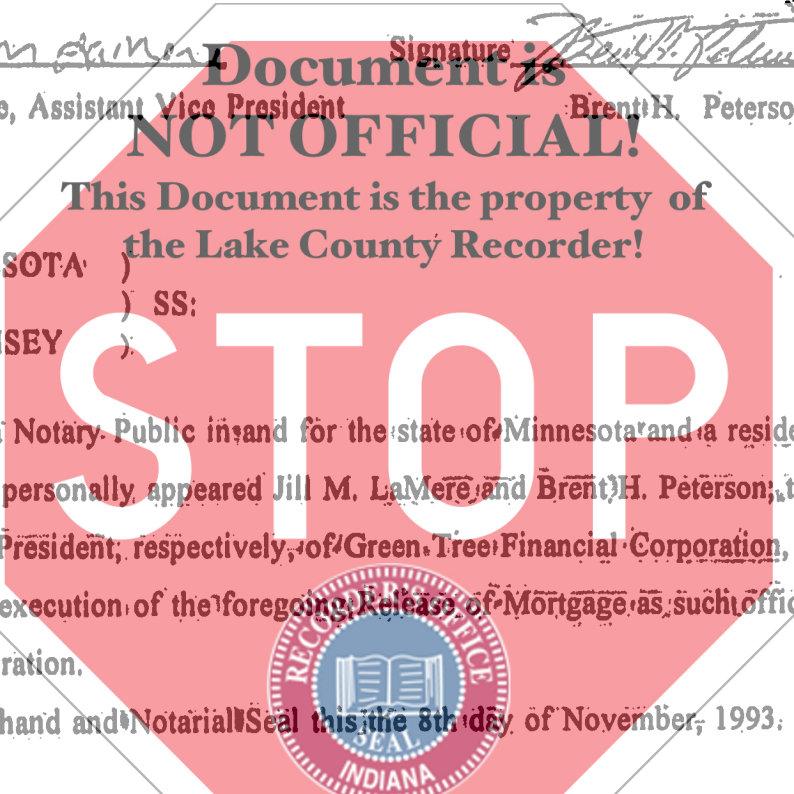 Signature
Document is
e, Assistant Vice President Brent H. Peterso
NOT OFFICIAL!
This Document is the property of
the Lake County Recorder!
SOTA )
) SS:
SEY )
STOP
Notary Public in and for the state of Minnesota and a reside
personally appeared Jill M. LaMere and Brent H. Peterson, t
President, respectively, of Green Tree Financial Corporation,
execution of the foregoing Release of Mortgage as such offic
ration.
RECORDER'S OFFICE
hand and Notarial Seal this the 8th day of November, 1993.
SEAL
INDIANA